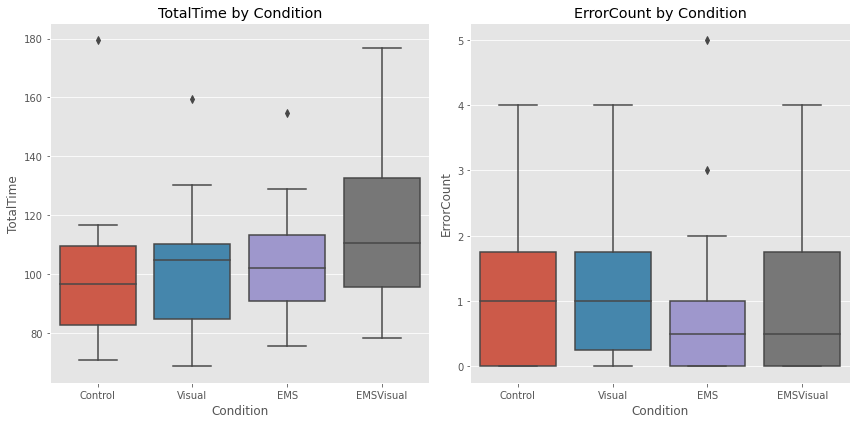 TotalTime by Condition
TotalTime
180
160
140
120
100
80
Control
Visual
EMS
EMSVisual
Condition
ErrorCount by Condition
ErrorCount
5
4
3
2
1
0
Control
Visual
EMS
EMSVisual
Condition